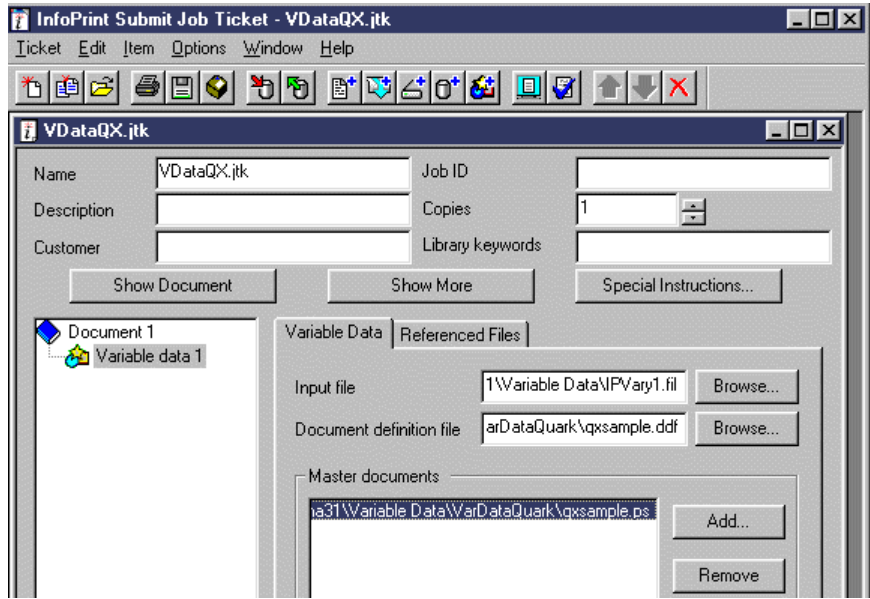 InfoPrint Submit Job Ticket - VDataQX.jtk
Ticket Edit Item Options Window Help
VDataQX.jtk
Name VDataQX.jtk Job ID
Description Copies 1
Customer Library keywords
Show Document Show More Special Instructions...
Document 1
Variable data 1
Variable Data Referenced Files
Input file 1\Variable Data\IPVary1.fil Browse...
Document definition file arDataQuark\qxsample.ddf Browse...
Master documents
na31\Variable Data\VarDataQuark\qxsample.ps
Add...
Remove